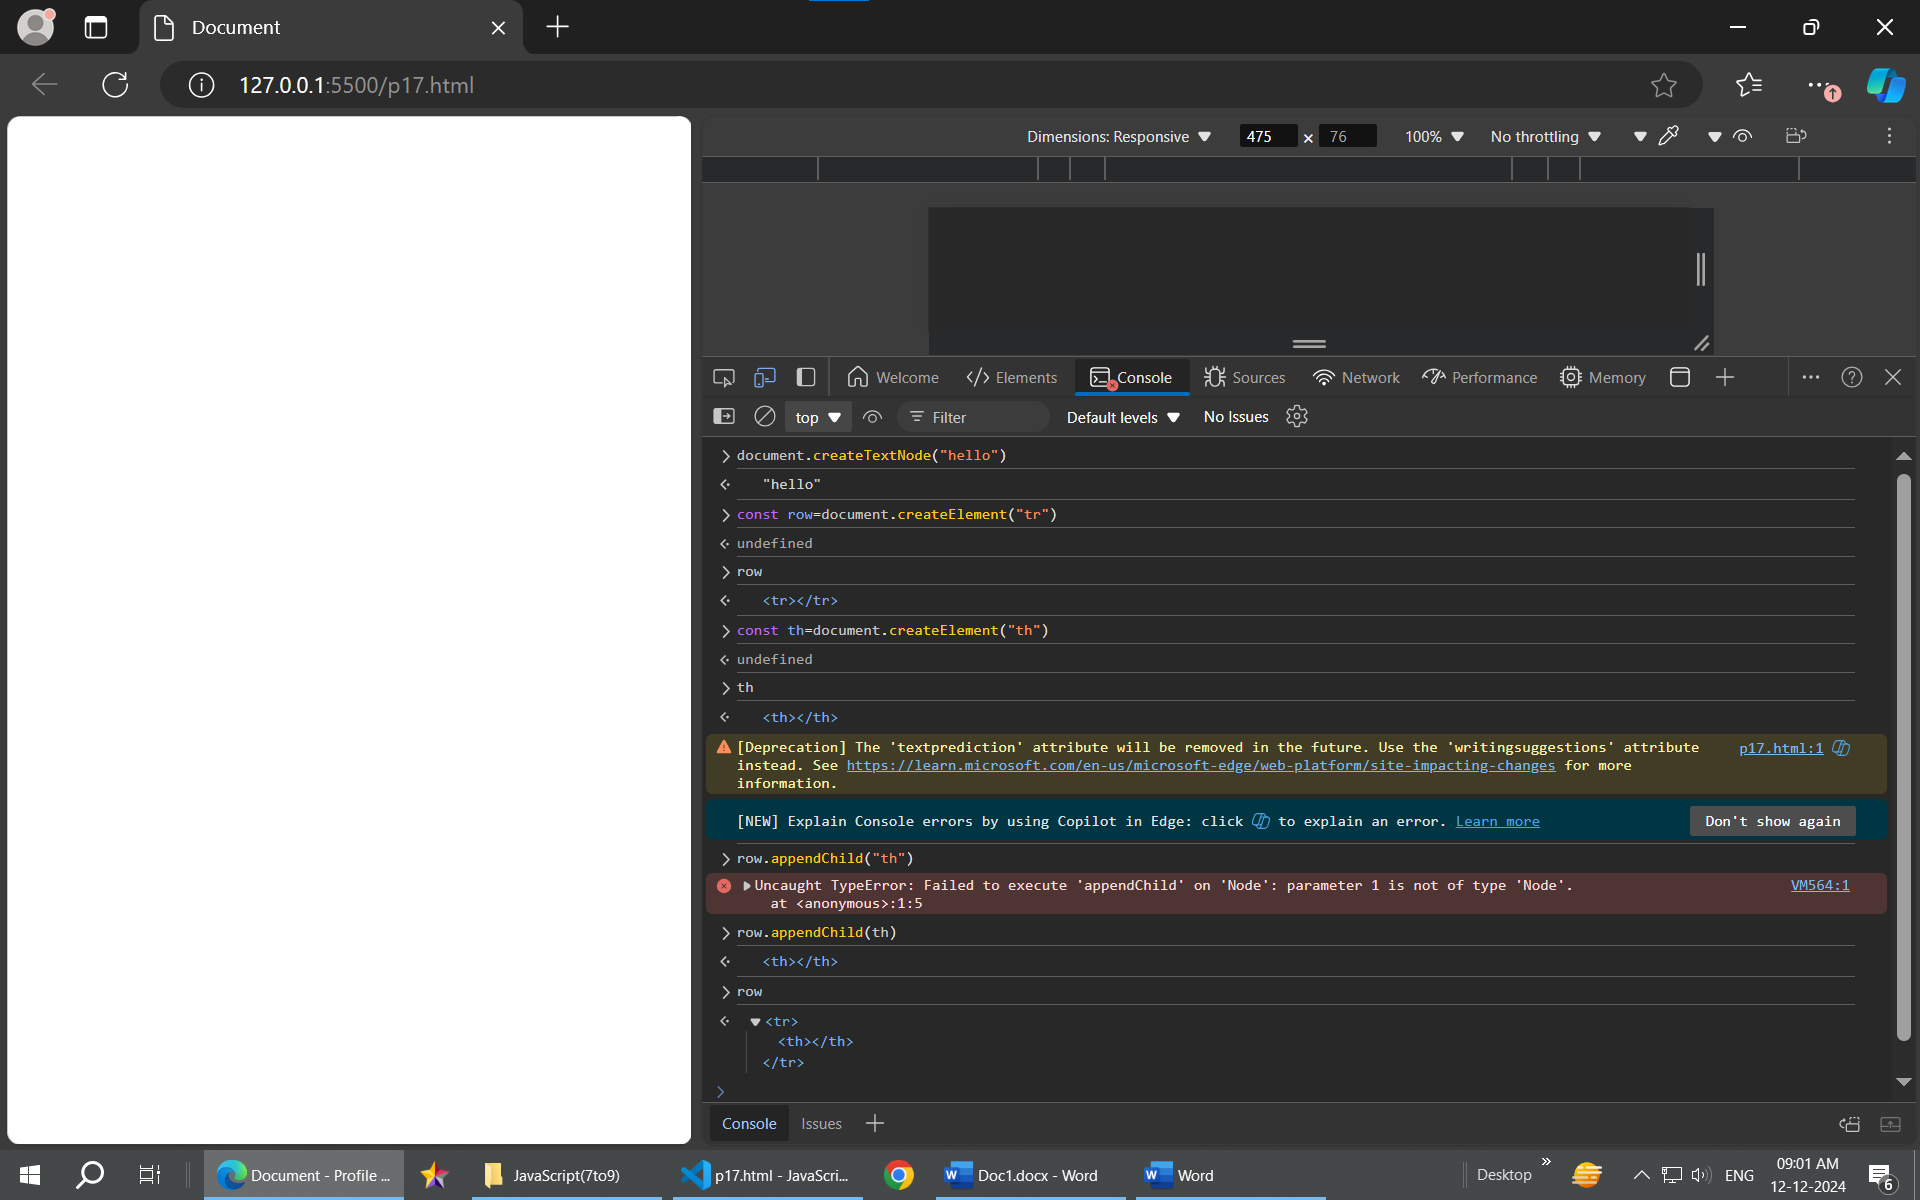 Document
127.0.0.1:5500/p17.html
Dimensions: Responsive
475 × 76
100%
No throttling
Welcome
Elements
Console
Sources
Network
Performance
Memory
top
Filter
Default levels
No Issues
document.createTextNode("hello")
"hello"
const row=document.createElement("tr")
undefined
row
<tr></tr>
const th=document.createElement("th")
undefined
th
<th></th>
[Deprecation] The 'textprediction' attribute will be removed in the future. Use the 'writingsuggestions' attribute p17.html:1
instead. See https://learn.microsoft.com/en-us/microsoft-edge/web-platform/site-impacting-changes for more
information.
[NEW] Explain Console errors by using Copilot in Edge: click to explain an error. Learn more Don't show again
row.appendChild("th")
Uncaught TypeError: Failed to execute 'appendChild' on 'Node': parameter 1 is not of type 'Node'. VM564:1
at <anonymous>:1:5
row.appendChild(th)
<th></th>
row
<tr>
<th></th>
</tr>
Console
Issues
Document - Profile ...
JavaScript(7to9)
p17.html - JavaScri...
Doc1.docx - Word
Word
Desktop
ENG
09:01 AM
12-12-2024
6